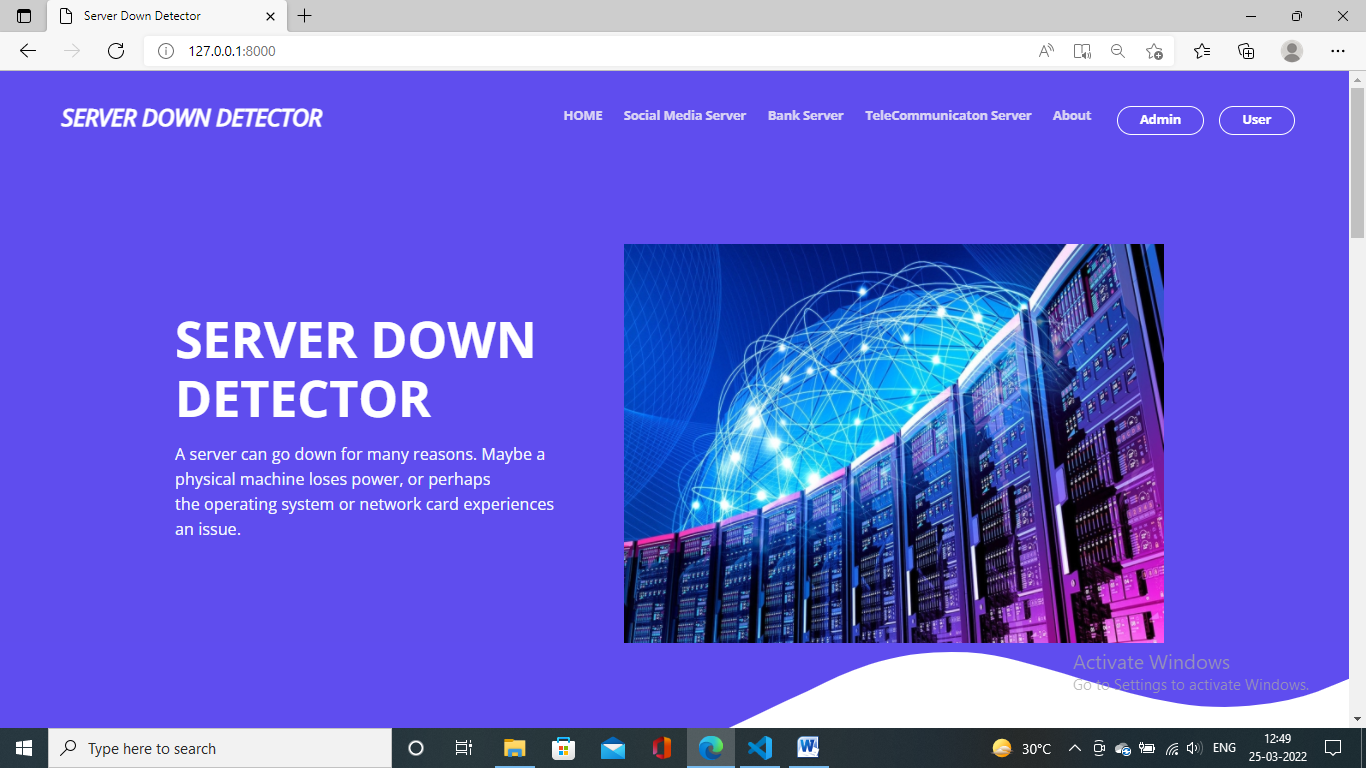 Server Down Detector
127.0.0.1:8000
SERVER DOWN DETECTOR
HOME Social Media Server Bank Server TeleCommunicaton Server About Admin User
SERVER DOWN
DETECTOR
A server can go down for many reasons. Maybe a
physical machine loses power, or perhaps
the operating system or network card experiences
an issue.
Activate Windows
Go to Settings to activate Windows.
Type here to search
30°C
ENG
12:49
25-03-2022